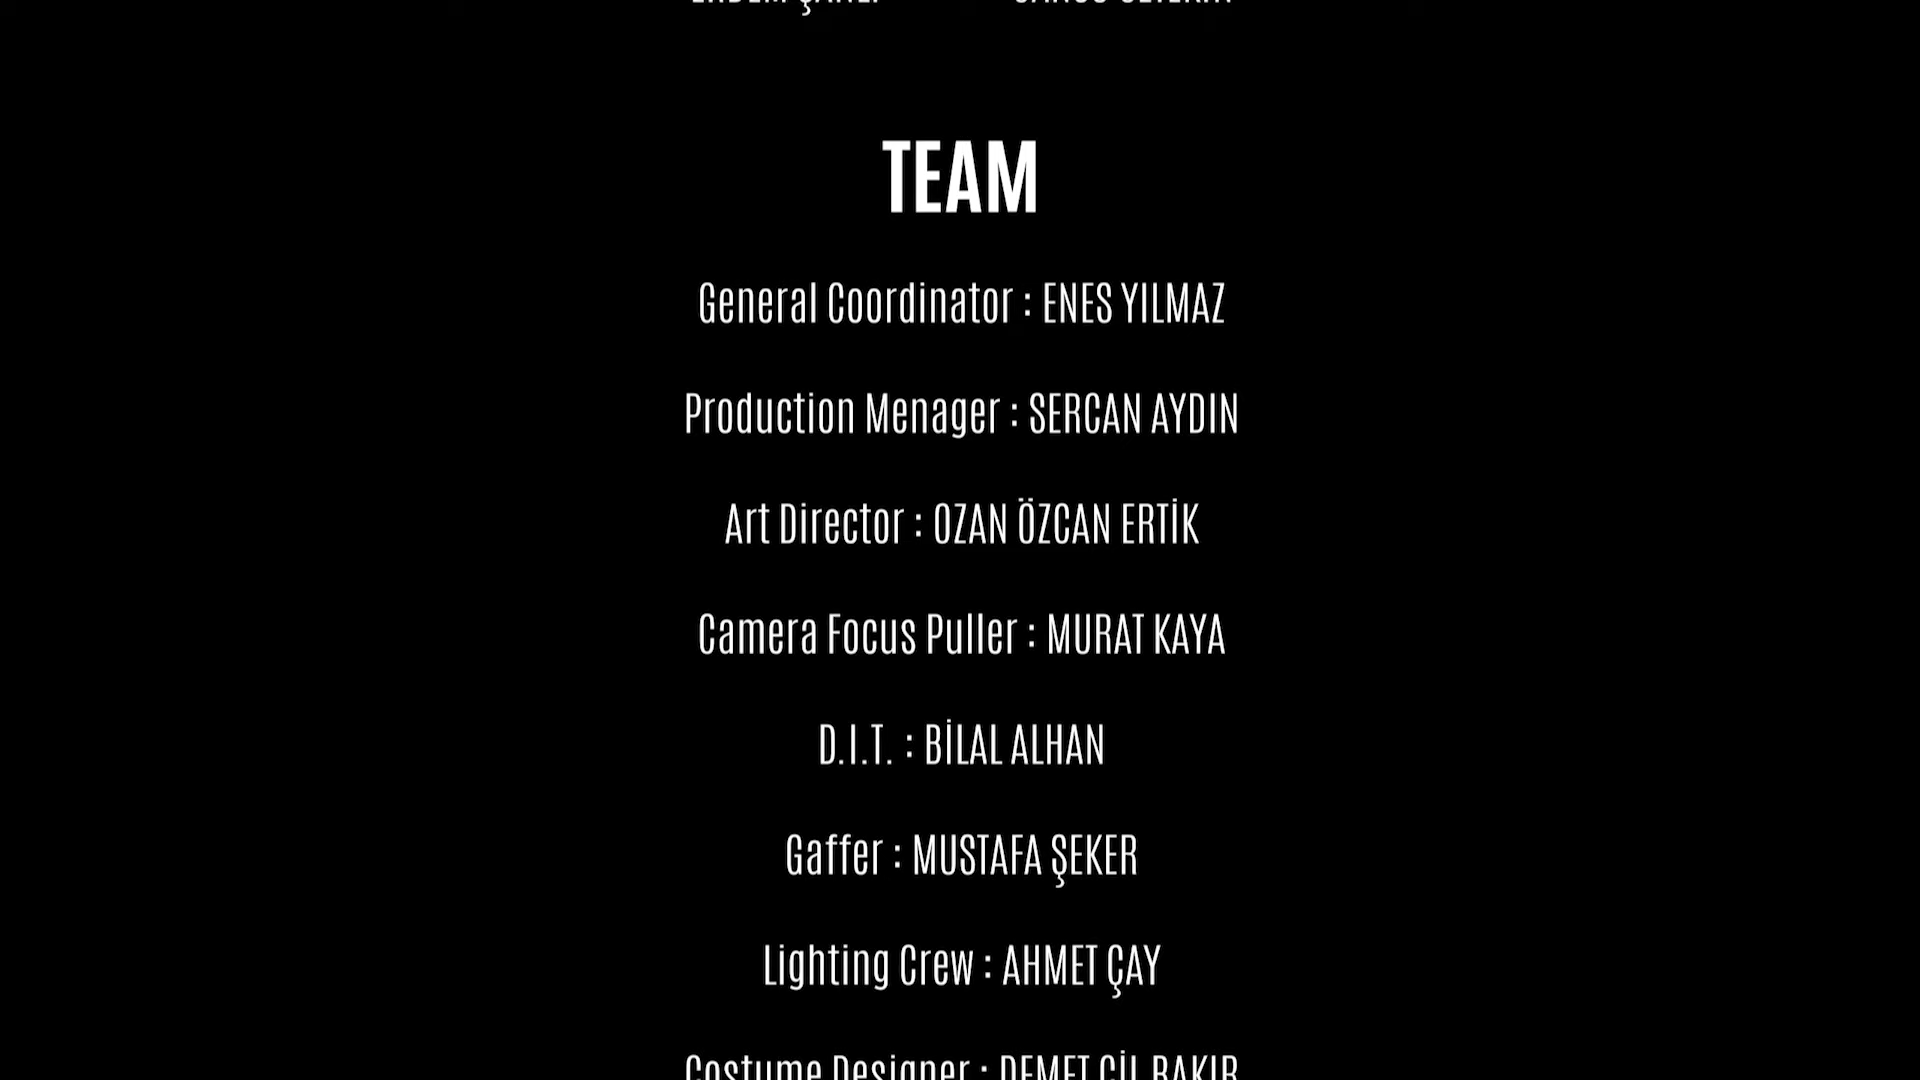 TEAM
General Coordinator : ENES YILMAZ
Production Menager : SERCAN AYDIN
Art Director : OZAN ÖZCAN ERTİK
Camera Focus Puller : MURAT KAYA
D.I.T. : BİLAL ALHAN
Gaffer : MUSTAFA ŞEKER
Lighting Crew : AHMET ÇAY
Costume Designer : DEMET